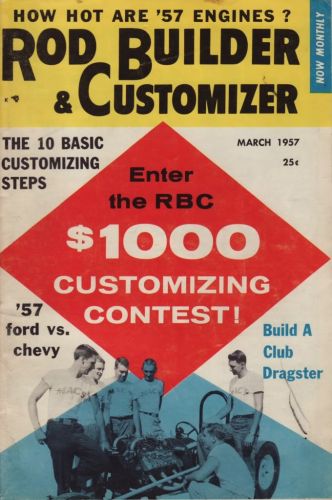 HOW HOT ARE '57 ENGINES ?
ROD BUILDER
& CUSTOMIZER
NOW MONTHLY
THE 10 BASIC
CUSTOMIZING
STEPS
MARCH 1957
25¢
Enter
the RBC
$1000
CUSTOMIZING
CONTEST!
'57
ford vs.
chevy
Build A
Club
Dragster